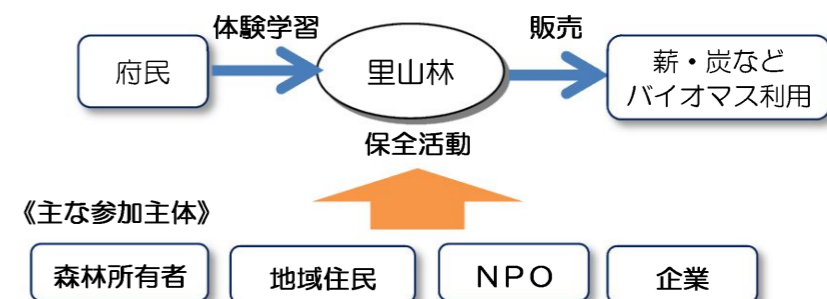 体験学習
販売
府民
里山林
薪・炭など
バイオマス利用
保全活動
《主な参加主体》
森林所有者
地域住民
ＮＰＯ
企業